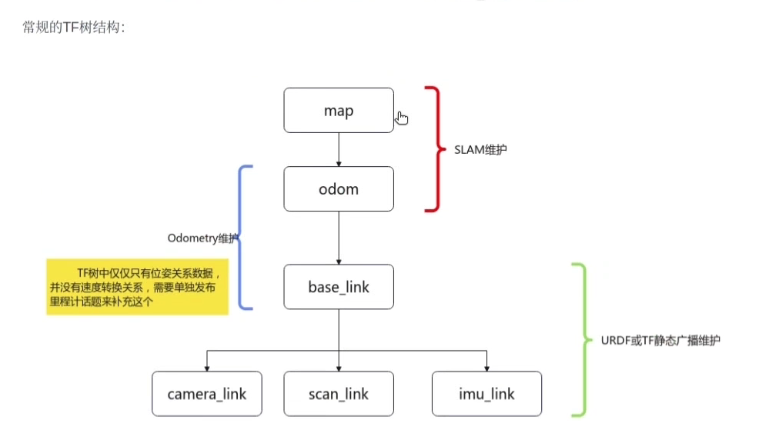 常规的TF树结构：
map
SLAM维护
odom
Odometry维护
TF树中仅仅只有位姿关系数据，
并没有速度转换关系，需要单独发布
里程计话题来补充这个
base_link
URDF或TF静态广播维护
camera_link
scan_link
imu_link